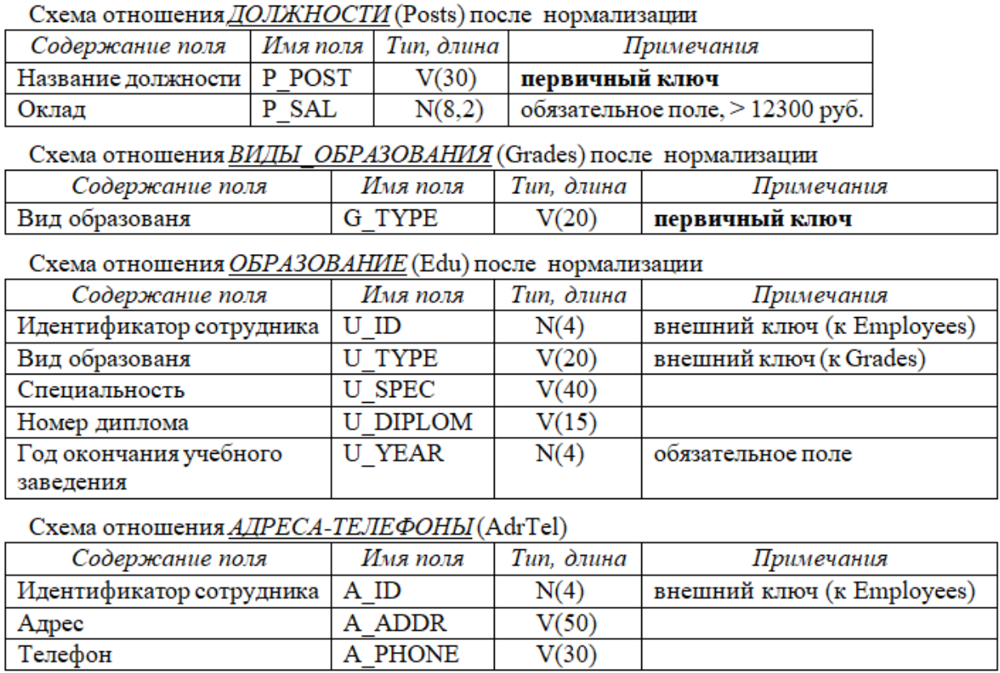 Схема отношения ДОЛЖНОСТИ (Posts) после нормализации
Содержание поля Имя поля Тип, длина Примечания
Название должности P_POST V(30) первичный ключ
Оклад P_SAL N(8,2) обязательное поле, > 12300 руб.
Схема отношения ВИДЫ_ОБРАЗОВАНИЯ (Grades) после нормализации
Содержание поля Имя поля Тип, длина Примечания
Вид образованя G_TYPE V(20) первичный ключ
Схема отношения ОБРАЗОВАНИЕ (Edu) после нормализации
Содержание поля Имя поля Тип, длина Примечания
Идентификатор сотрудника U_ID N(4) внешний ключ (к Employees)
Вид образованя U_TYPE V(20) внешний ключ (к Grades)
Специальность U_SPEC V(40)
Номер диплома U_DIPLOM V(15)
Год окончания учебного U_YEAR N(4) обязательное поле
заведения
Схема отношения АДРЕСА-ТЕЛЕФОНЫ (AdrTel)
Содержание поля Имя поля Тип, длина Примечания
Идентификатор сотрудника A_ID N(4) внешний ключ (к Employees)
Адрес A_ADDR V(50)
Телефон A_PHONE V(30)